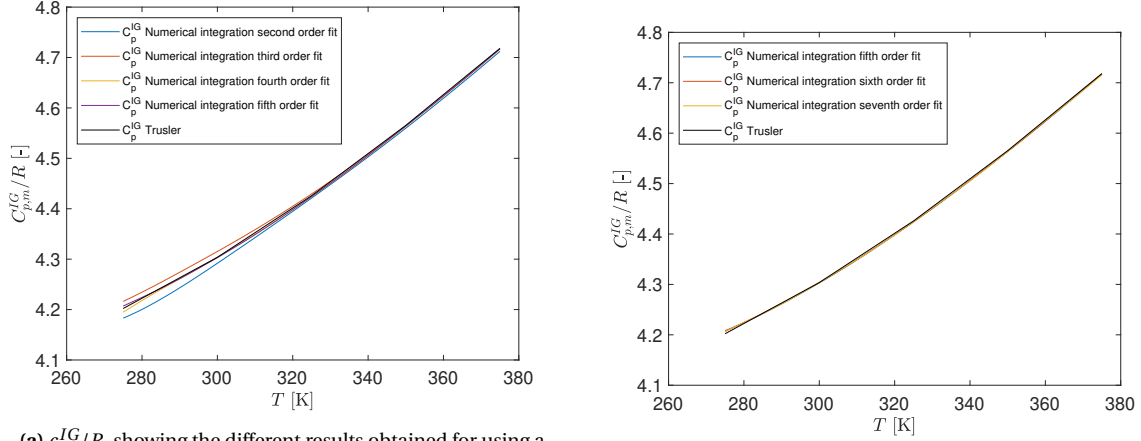 C_p^IG Numerical integration second order fit
C_p^IG Numerical integration third order fit
C_p^IG Numerical integration fourth order fit
C_p^IG Numerical integration fifth order fit
C_p^IG Trusler
4.8
4.7
4.6
4.5
4.4
4.3
4.2
4.1
C_{p,m}^{IG}/R [-]
260 280 300 320 340 360 380
T [K]
C_p^IG Numerical integration fifth order fit
C_p^IG Numerical integration sixth order fit
C_p^IG Numerical integration seventh order fit
C_p^IG Trusler
4.8
4.7
4.6
4.5
4.4
4.3
4.2
4.1
C_{p,m}^{IG}/R [-]
260 280 300 320 340 360 380
T [K]
showing the different results obtained for using a